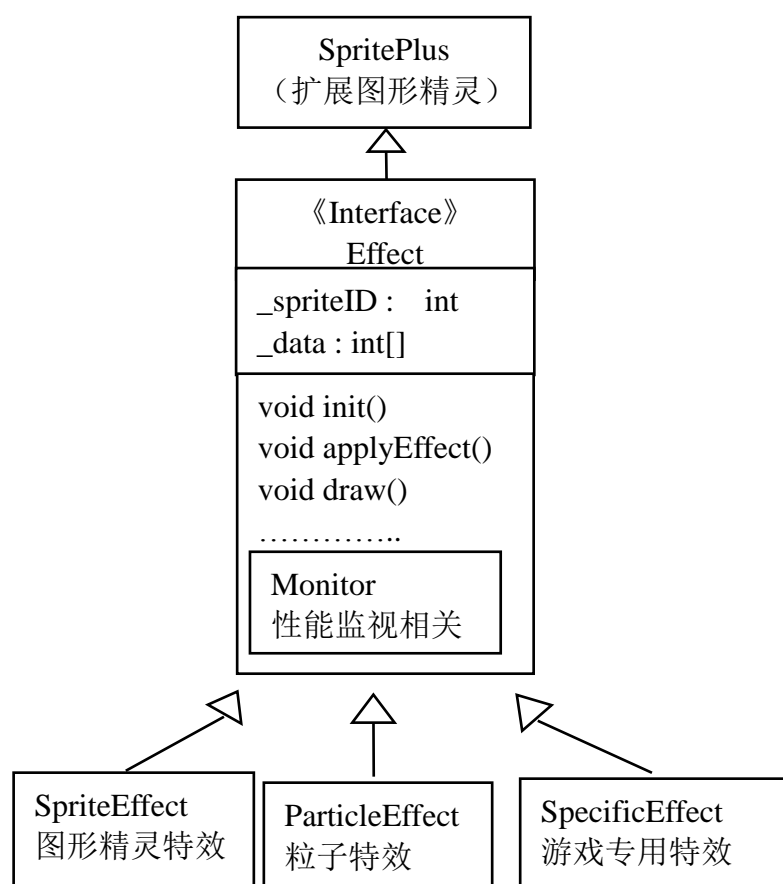 SpritePlus
（扩展图形精灵）
《Interface》
Effect
_spriteID :   int
_data : int[]
void init()
void applyEffect()
void draw()
…………..
Monitor
性能监视相关
SpriteEffect
图形精灵特效
ParticleEffect
粒子特效
SpecificEffect
游戏专用特效